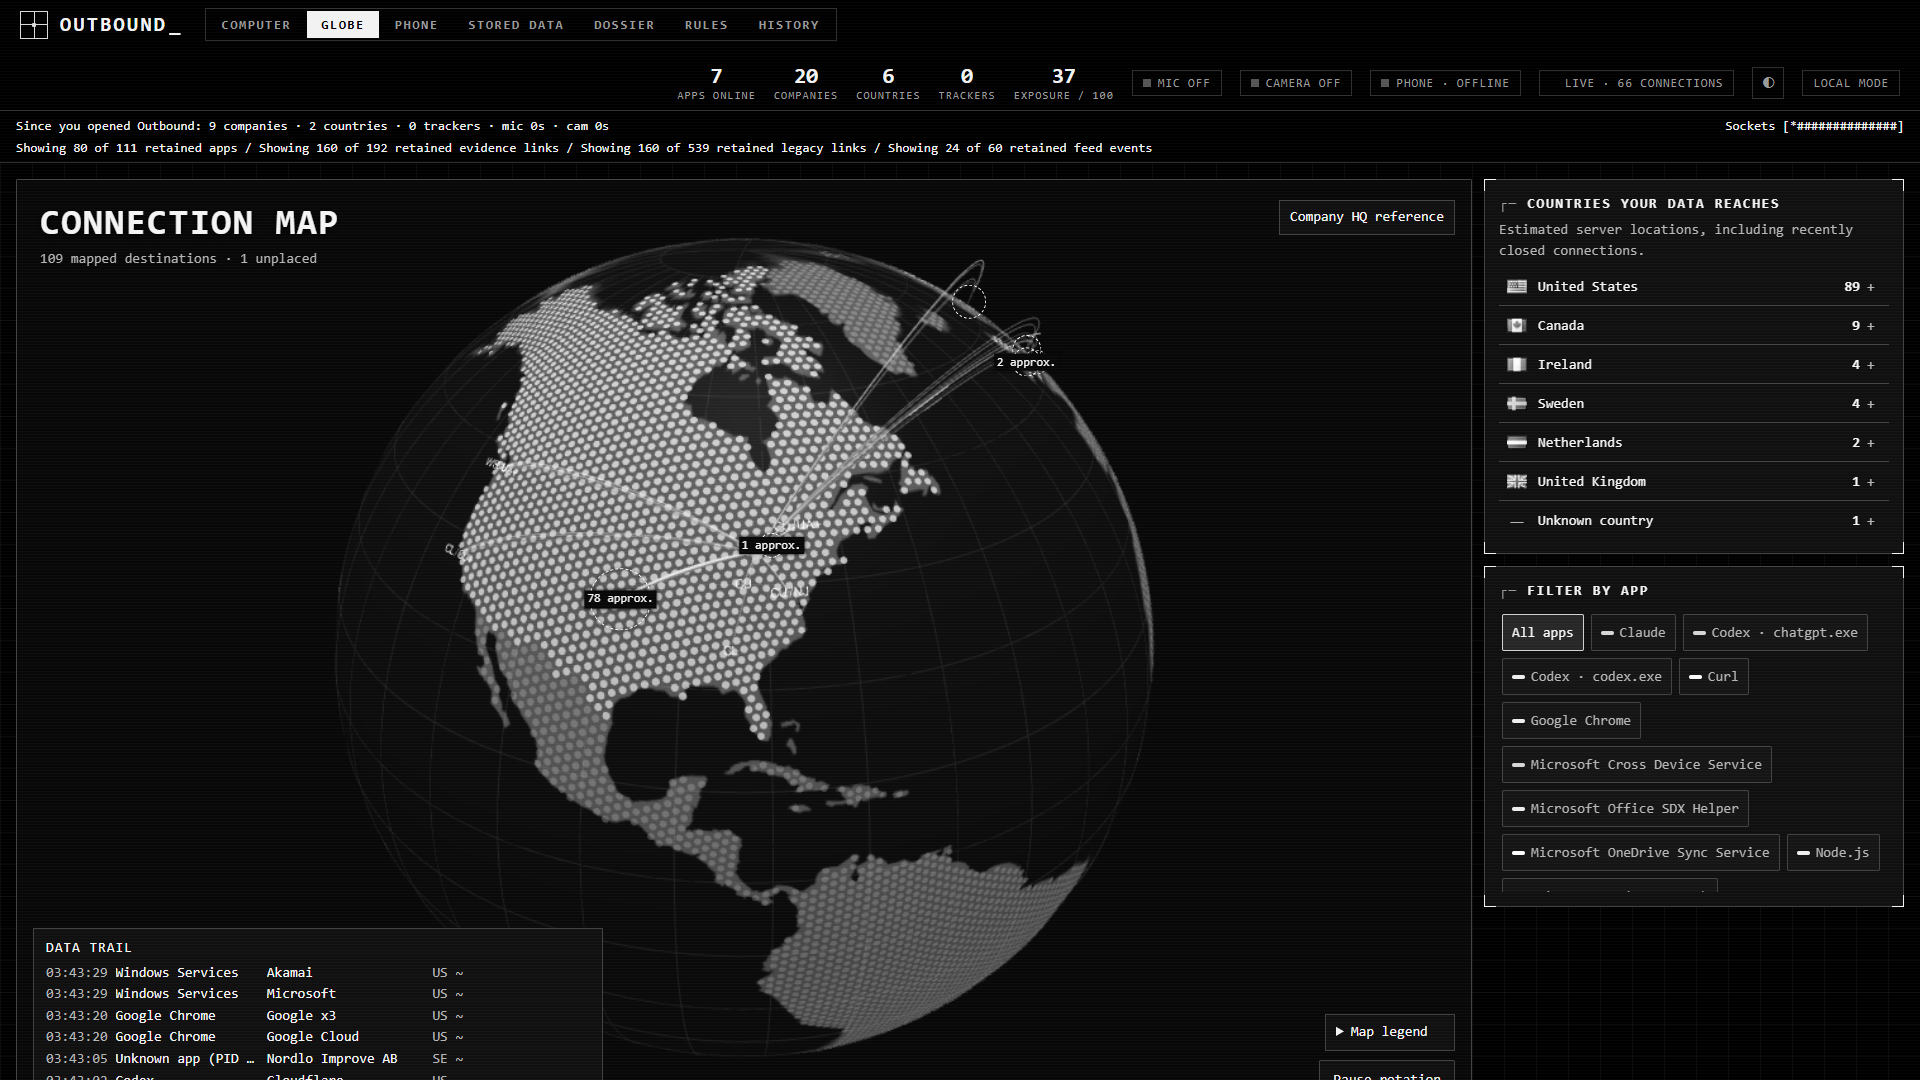 OUTBOUND_
COMPUTER GLOBE PHONE STORED DATA DOSSIER RULES HISTORY
7 APPS ONLINE
20 COMPANIES
6 COUNTRIES
0 TRACKERS
37 EXPOSURE / 100
MIC OFF
CAMERA OFF
PHONE · OFFLINE
LIVE · 66 CONNECTIONS
LOCAL MODE
Since you opened Outbound: 9 companies · 2 countries · 0 trackers · mic 0s · cam 0s
Sockets [*##############]
Showing 80 of 111 retained apps / Showing 160 of 192 retained evidence links / Showing 160 of 539 retained legacy links / Showing 24 of 60 retained feed events
CONNECTION MAP
109 mapped destinations · 1 unplaced
Company HQ reference
2 approx.
1 approx.
78 approx.
DATA TRAIL
03:43:29 Windows Services Akamai US ~
03:43:29 Windows Services Microsoft US ~
03:43:20 Google Chrome Google x3 US ~
03:43:20 Google Chrome Google Cloud US ~
03:43:05 Unknown app (PID … Nordlo Improve AB SE ~
Map legend
Pause rotation
COUNTRIES YOUR DATA REACHES
Estimated server locations, including recently
closed connections.
United States 89 +
Canada 9 +
Ireland 4 +
Sweden 4 +
Netherlands 2 +
United Kingdom 1 +
— Unknown country 1 +
FILTER BY APP
All apps
Claude
Codex · chatgpt.exe
Codex · codex.exe
Curl
Google Chrome
Microsoft Cross Device Service
Microsoft Office SDX Helper
Microsoft OneDrive Sync Service
Node.js